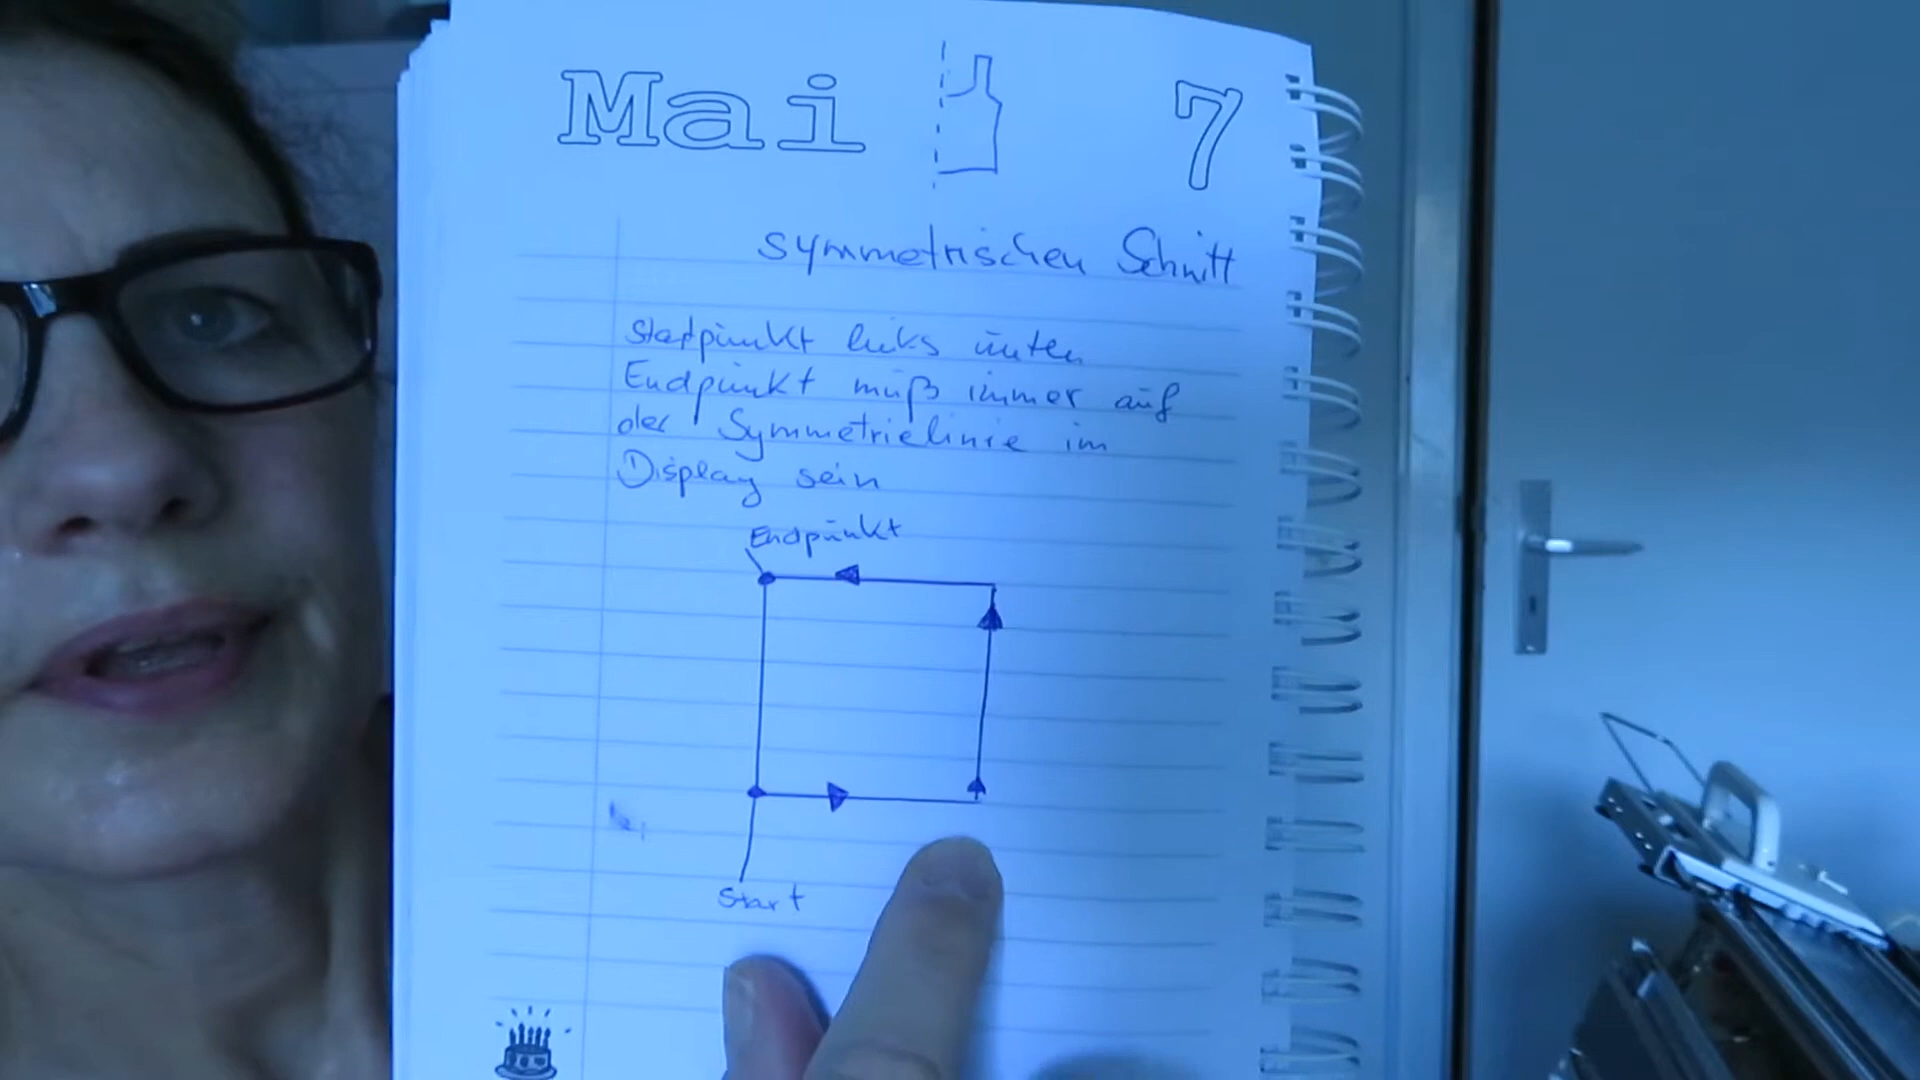 Mai 7
symmetrischen Schnitt
Startpunkt links unten
Endpunkt muß immer auf
der Symmetrielinie im
Display sein
Endpunkt
Start